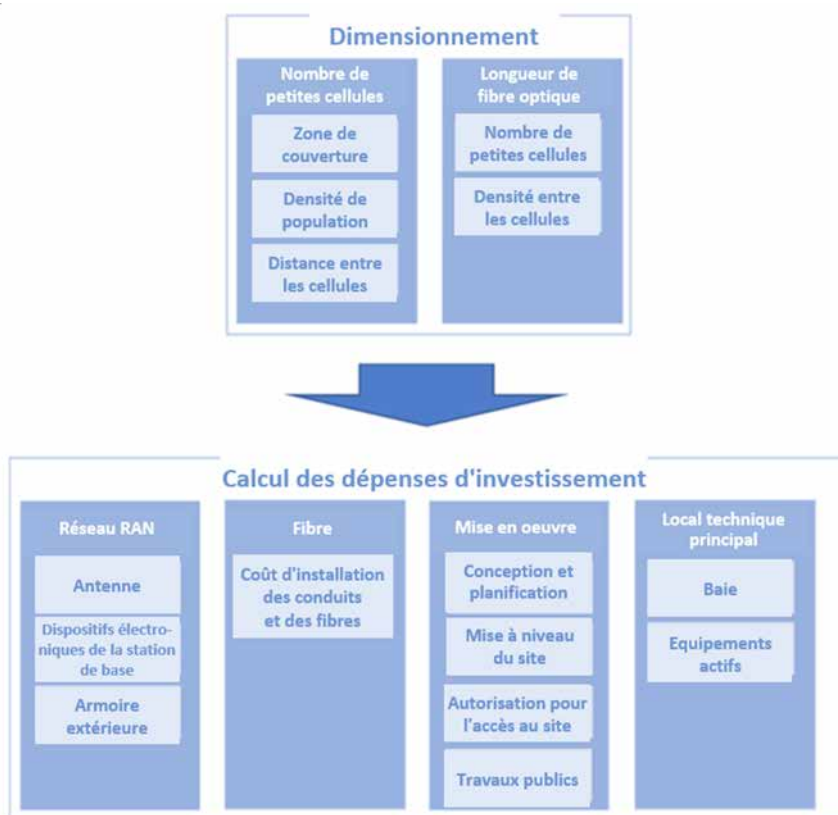 Dimensionnement
Nombre de
petites cellules
Zone de
couverture
Densité de
population
Distance entre
les cellules
Longueur de
fibre optique
Nombre de
petites cellules
Densité entre
les cellules
Calcul des dépenses d'investissement
Réseau RAN
Antenne
Dispositifs électro-
niques de la station
de base
Armoire
extérieure
Fibre
Coût d'installation
des conduits
et des fibres
Mise en oeuvre
Conception et
planification
Mise à niveau
du site
Autorisation pour
l'accès au site
Travaux publics
Local technique
principal
Baie
Equipements
actifs